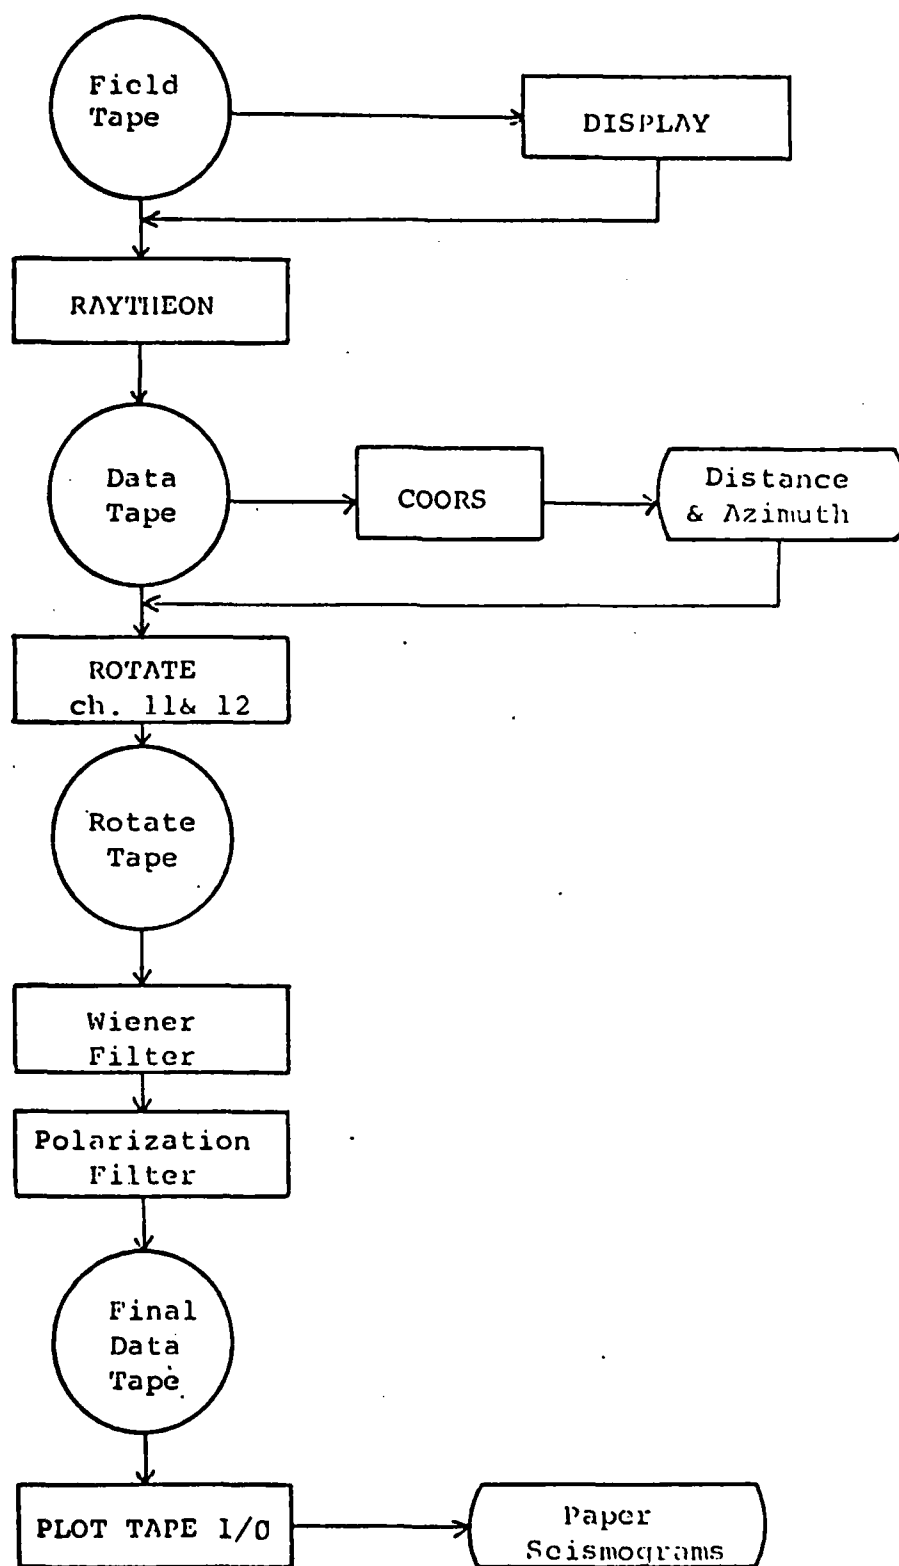 Field
Tape
DISPLAY
RAYTHEON
Data
Tape
COORS
Distance
& Azimuth
ROTATE
ch. 11& 12
Rotate
Tape
Wiener
Filter
Polarization
Filter
Final
Data
Tape
PLOT TAPE I/O
Paper
Seismograms